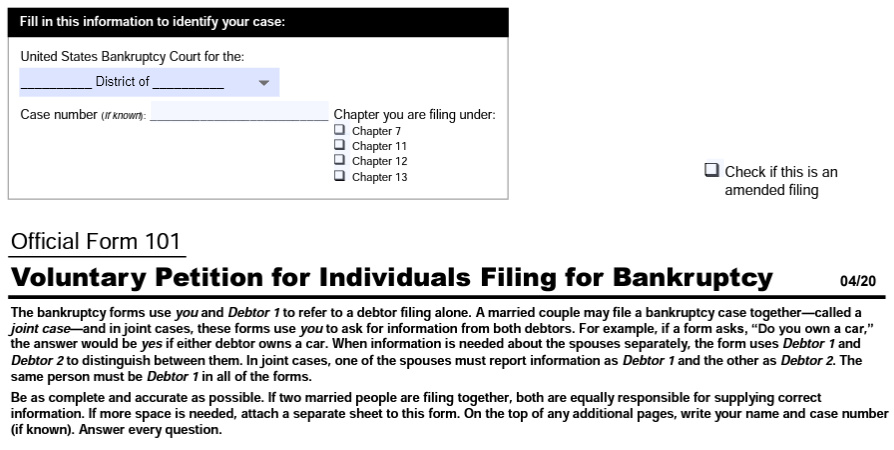 Fill in this information to identify your case:
United States Bankruptcy Court for the:
__________ District of __________
Case number (If known): _________________________ Chapter you are filing under:
❑ Chapter 7
❑ Chapter 11
❑ Chapter 12
❑ Chapter 13
❑ Check if this is an
amended filing
Official Form 101
Voluntary Petition for Individuals Filing for Bankruptcy 04/20
The bankruptcy forms use you and Debtor 1 to refer to a debtor filing alone. A married couple may file a bankruptcy case together—called a
joint case—and in joint cases, these forms use you to ask for information from both debtors. For example, if a form asks, “Do you own a car,”
the answer would be yes if either debtor owns a car. When information is needed about the spouses separately, the form uses Debtor 1 and
Debtor 2 to distinguish between them. In joint cases, one of the spouses must report information as Debtor 1 and the other as Debtor 2. The
same person must be Debtor 1 in all of the forms.
Be as complete and accurate as possible. If two married people are filing together, both are equally responsible for supplying correct
information. If more space is needed, attach a separate sheet to this form. On the top of any additional pages, write your name and case number
(if known). Answer every question.